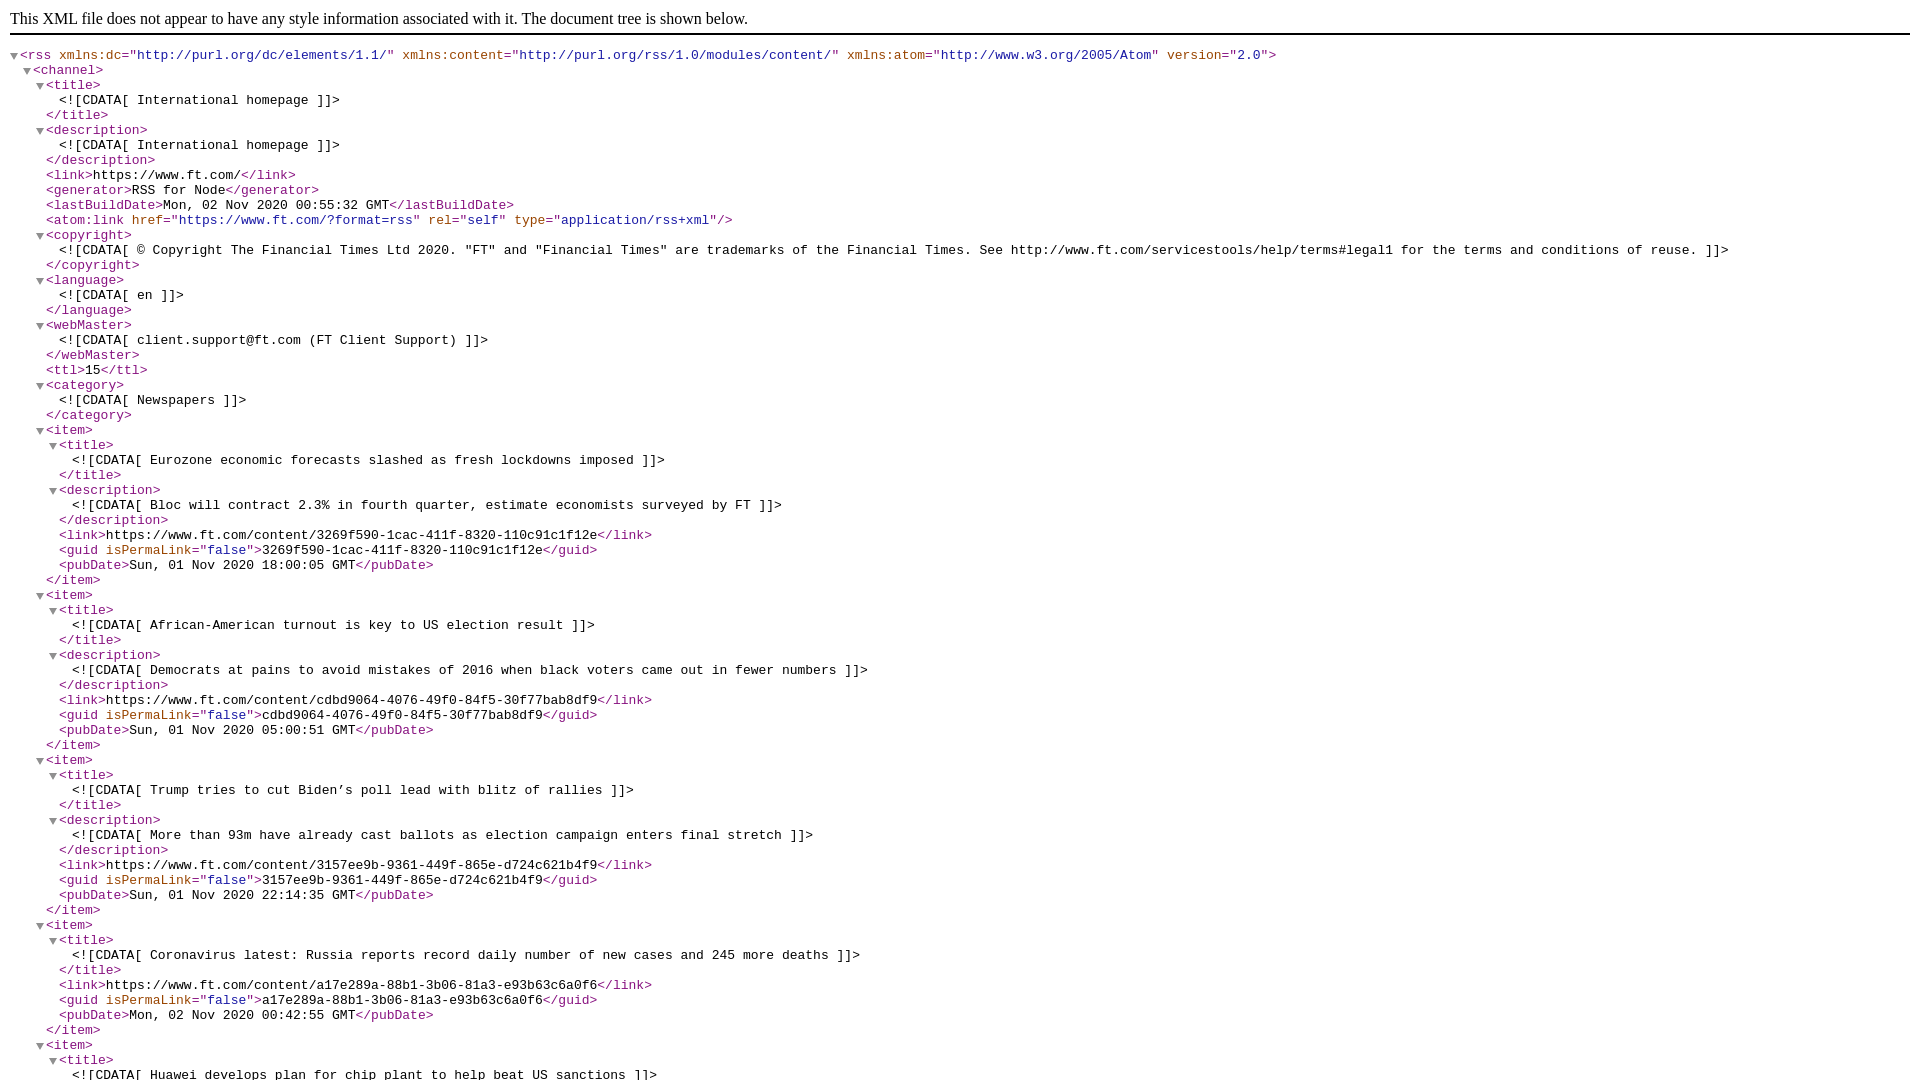 This XML file does not appear to have any style information associated with it. The document tree is shown below.
<rss xmlns:dc="http://purl.org/dc/elements/1.1/" xmlns:content="http://purl.org/rss/1.0/modules/content/" xmlns:atom="http://www.w3.org/2005/Atom" version="2.0">
<channel>
<title>
<![CDATA[ International homepage ]]>
</title>
<description>
<![CDATA[ International homepage ]]>
</description>
<link>https://www.ft.com/</link>
<generator>RSS for Node</generator>
<lastBuildDate>Mon, 02 Nov 2020 00:55:32 GMT</lastBuildDate>
<atom:link href="https://www.ft.com/?format=rss" rel="self" type="application/rss+xml"/>
<copyright>
<![CDATA[ © Copyright The Financial Times Ltd 2020. "FT" and "Financial Times" are trademarks of the Financial Times. See http://www.ft.com/servicestools/help/terms#legal1 for the terms and conditions of reuse. ]]>
</copyright>
<language>
<![CDATA[ en ]]>
</language>
<webMaster>
<![CDATA[ client.support@ft.com (FT Client Support) ]]>
</webMaster>
<ttl>15</ttl>
<category>
<![CDATA[ Newspapers ]]>
</category>
<item>
<title>
<![CDATA[ Eurozone economic forecasts slashed as fresh lockdowns imposed ]]>
</title>
<description>
<![CDATA[ Bloc will contract 2.3% in fourth quarter, estimate economists surveyed by FT ]]>
</description>
<link>https://www.ft.com/content/3269f590-1cac-411f-8320-110c91c1f12e</link>
<guid isPermaLink="false">3269f590-1cac-411f-8320-110c91c1f12e</guid>
<pubDate>Sun, 01 Nov 2020 18:00:05 GMT</pubDate>
</item>
<item>
<title>
<![CDATA[ African-American turnout is key to US election result ]]>
</title>
<description>
<![CDATA[ Democrats at pains to avoid mistakes of 2016 when black voters came out in fewer numbers ]]>
</description>
<link>https://www.ft.com/content/cdbd9064-4076-49f0-84f5-30f77bab8df9</link>
<guid isPermaLink="false">cdbd9064-4076-49f0-84f5-30f77bab8df9</guid>
<pubDate>Sun, 01 Nov 2020 05:00:51 GMT</pubDate>
</item>
<item>
<title>
<![CDATA[ Trump tries to cut Biden’s poll lead with blitz of rallies ]]>
</title>
<description>
<![CDATA[ More than 93m have already cast ballots as election campaign enters final stretch ]]>
</description>
<link>https://www.ft.com/content/3157ee9b-9361-449f-865e-d724c621b4f9</link>
<guid isPermaLink="false">3157ee9b-9361-449f-865e-d724c621b4f9</guid>
<pubDate>Sun, 01 Nov 2020 22:14:35 GMT</pubDate>
</item>
<item>
<title>
<![CDATA[ Coronavirus latest: Russia reports record daily number of new cases and 245 more deaths ]]>
</title>
<link>https://www.ft.com/content/a17e289a-88b1-3b06-81a3-e93b63c6a0f6</link>
<guid isPermaLink="false">a17e289a-88b1-3b06-81a3-e93b63c6a0f6</guid>
<pubDate>Mon, 02 Nov 2020 00:42:55 GMT</pubDate>
</item>
<item>
<title>
<![CDATA[ Huawei develops plan for chip plant to help beat US sanctions ]]>